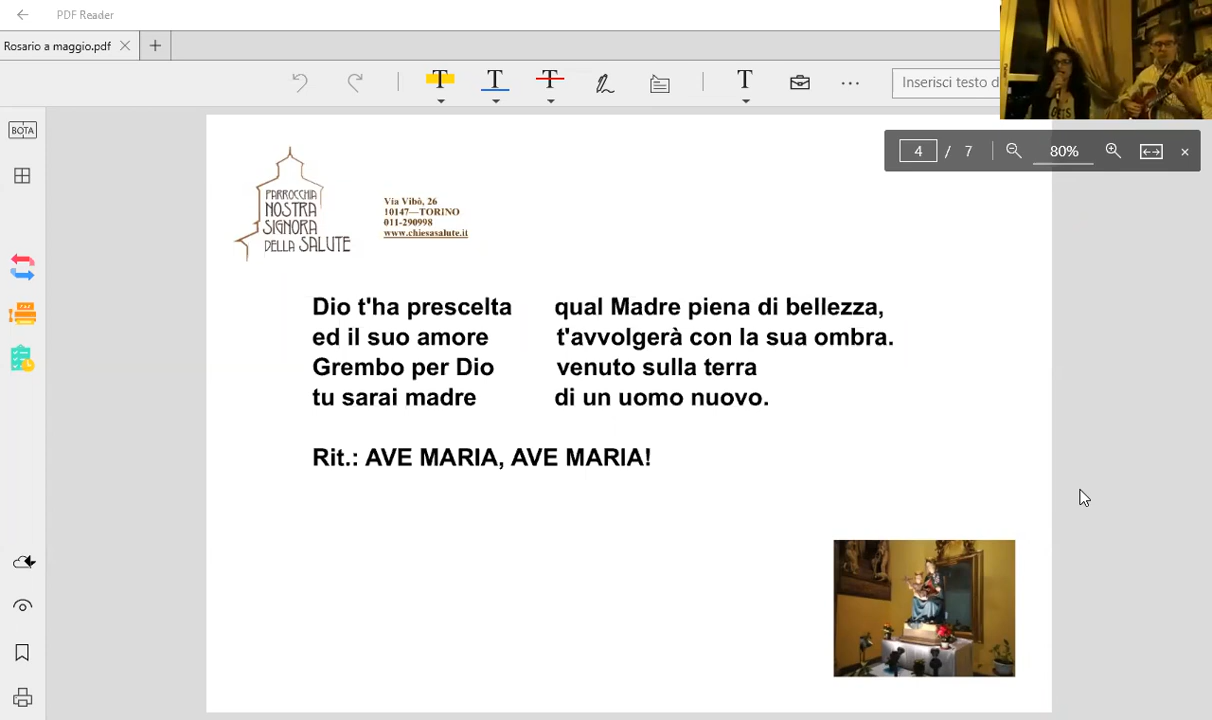 PDF Reader
Rosario a maggio.pdf
T T T T Inserisci testo d
4 / 7 80%
BOTA
PARROCCHIA
NOSTRA
SIGNORA
DELLA SALUTE
Via Vibò, 26
10147—TORINO
011-290998
www.chiesasalute.it
Dio t'ha prescelta qual Madre piena di bellezza,
ed il suo amore t'avvolgerà con la sua ombra.
Grembo per Dio venuto sulla terra
tu sarai madre di un uomo nuovo.
Rit.: AVE MARIA, AVE MARIA!